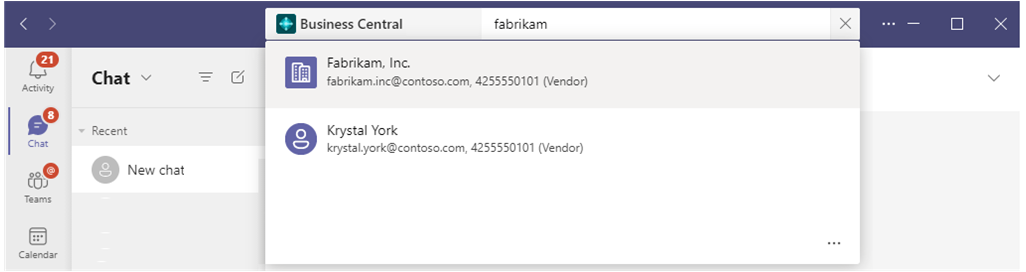 Business Central
fabrikam
21
Activity
Chat
Fabrikam, Inc.
fabrikam.inc@contoso.com, 4255550101 (Vendor)
8
Chat
Recent
Krystal York
krystal.york@contoso.com, 4255550101 (Vendor)
New chat
@
Teams
Calendar